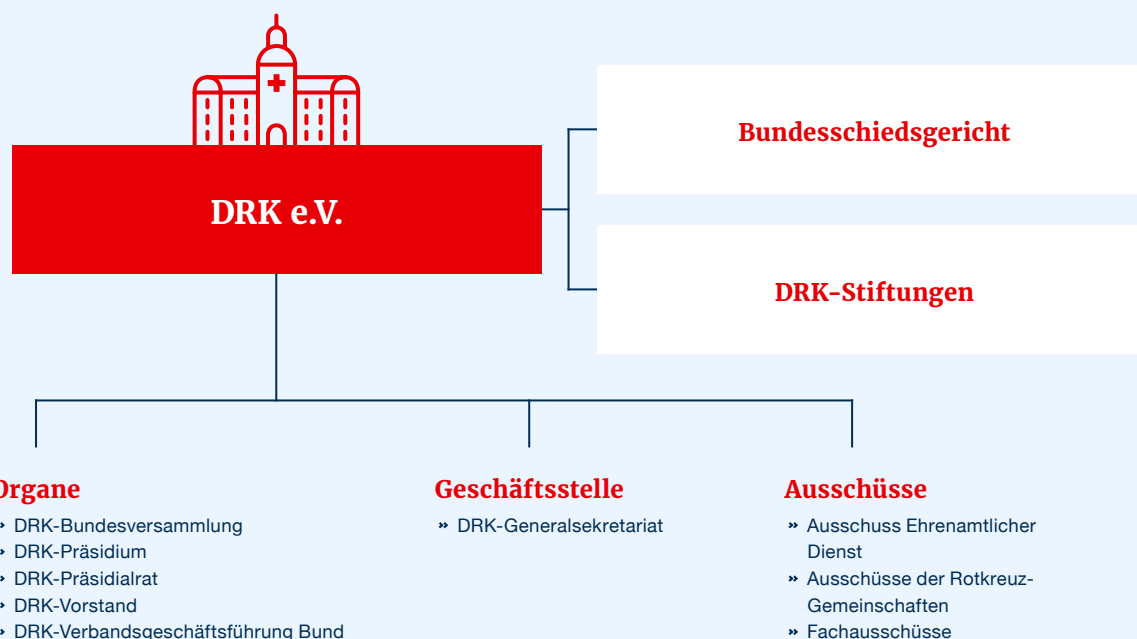 DRK e.V.
Bundesschiedsgericht
DRK-Stiftungen
Organe
» DRK-Bundesversammlung
» DRK-Präsidium
» DRK-Präsidialrat
» DRK-Vorstand
» DRK-Verbandsgeschäftsführung Bund
Geschäftsstelle
» DRK-Generalsekretariat
Ausschüsse
» Ausschuss Ehrenamtlicher
Dienst
» Ausschüsse der Rotkreuz-
Gemeinschaften
» Fachausschüsse